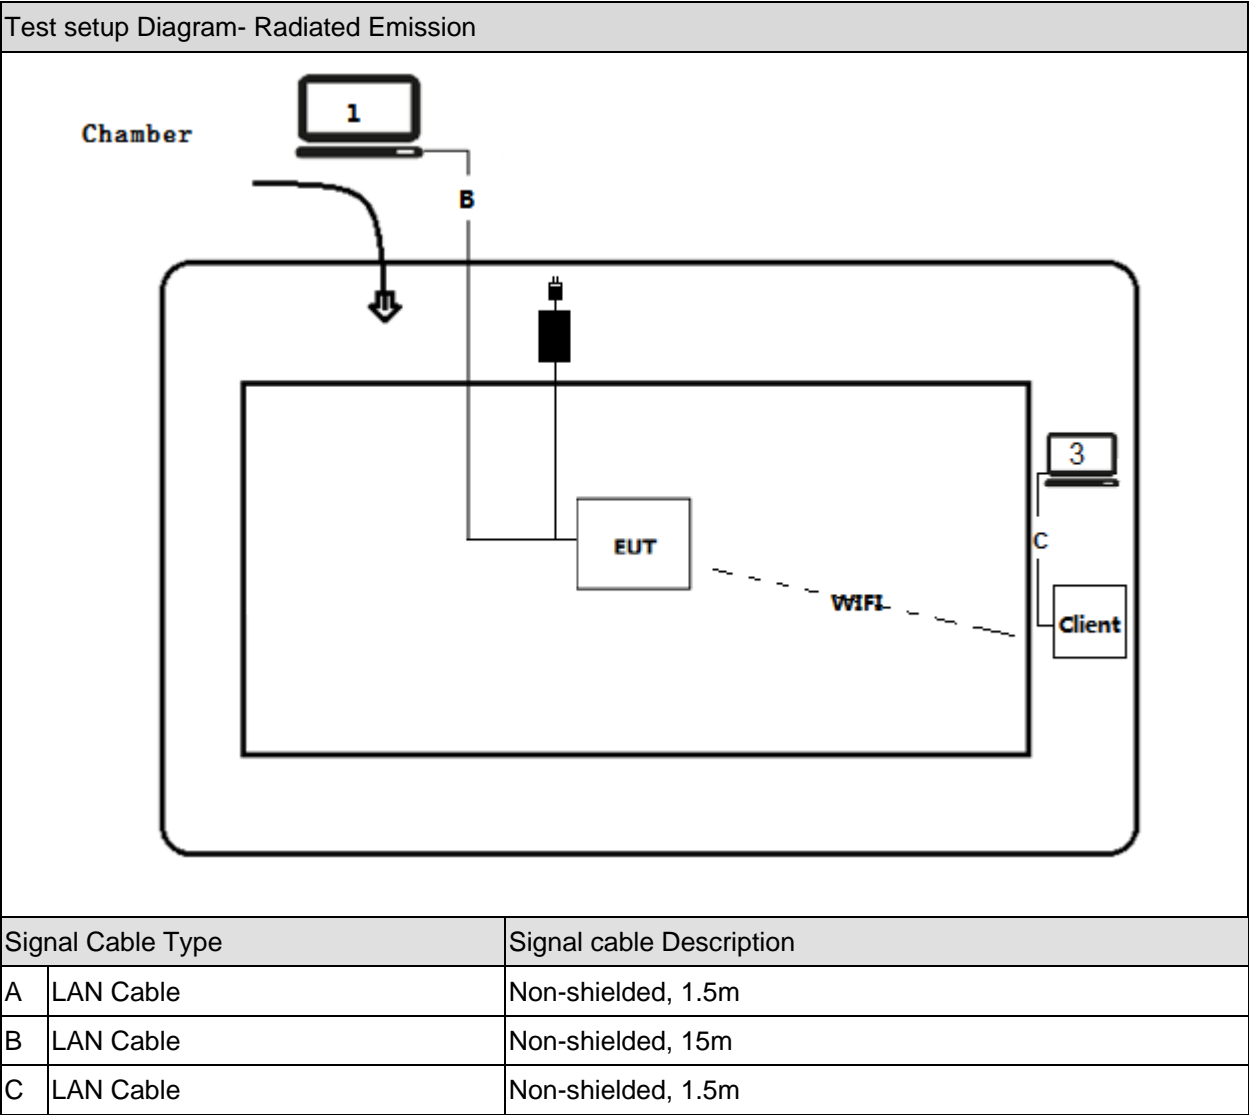 Test setup Diagram- Radiated Emission
1
Chamber
B
3
C
EUT
WIFI
Client
Signal Cable Type Signal cable Description
A LAN Cable Non-shielded, 1.5m
B LAN Cable Non-shielded, 15m
C LAN Cable Non-shielded, 1.5m